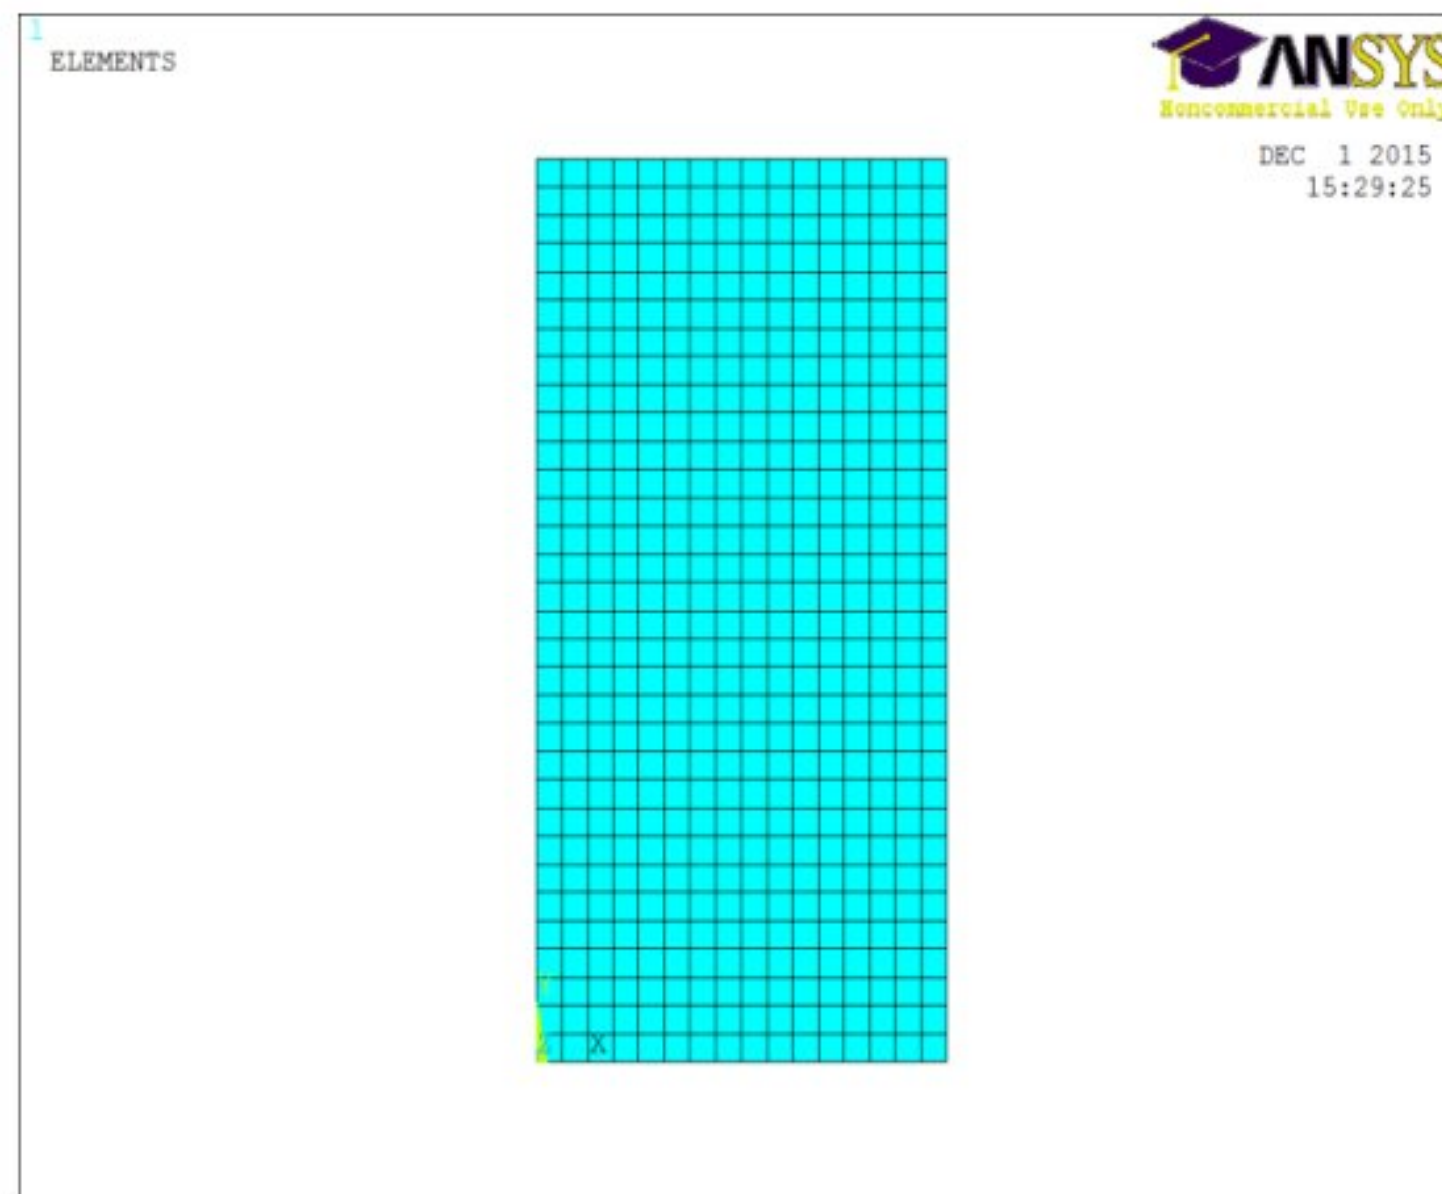 1
ELEMENTS
ANSYS
Noncommercial Use Only
DEC 1 2015
15:29:25
Y
Z X